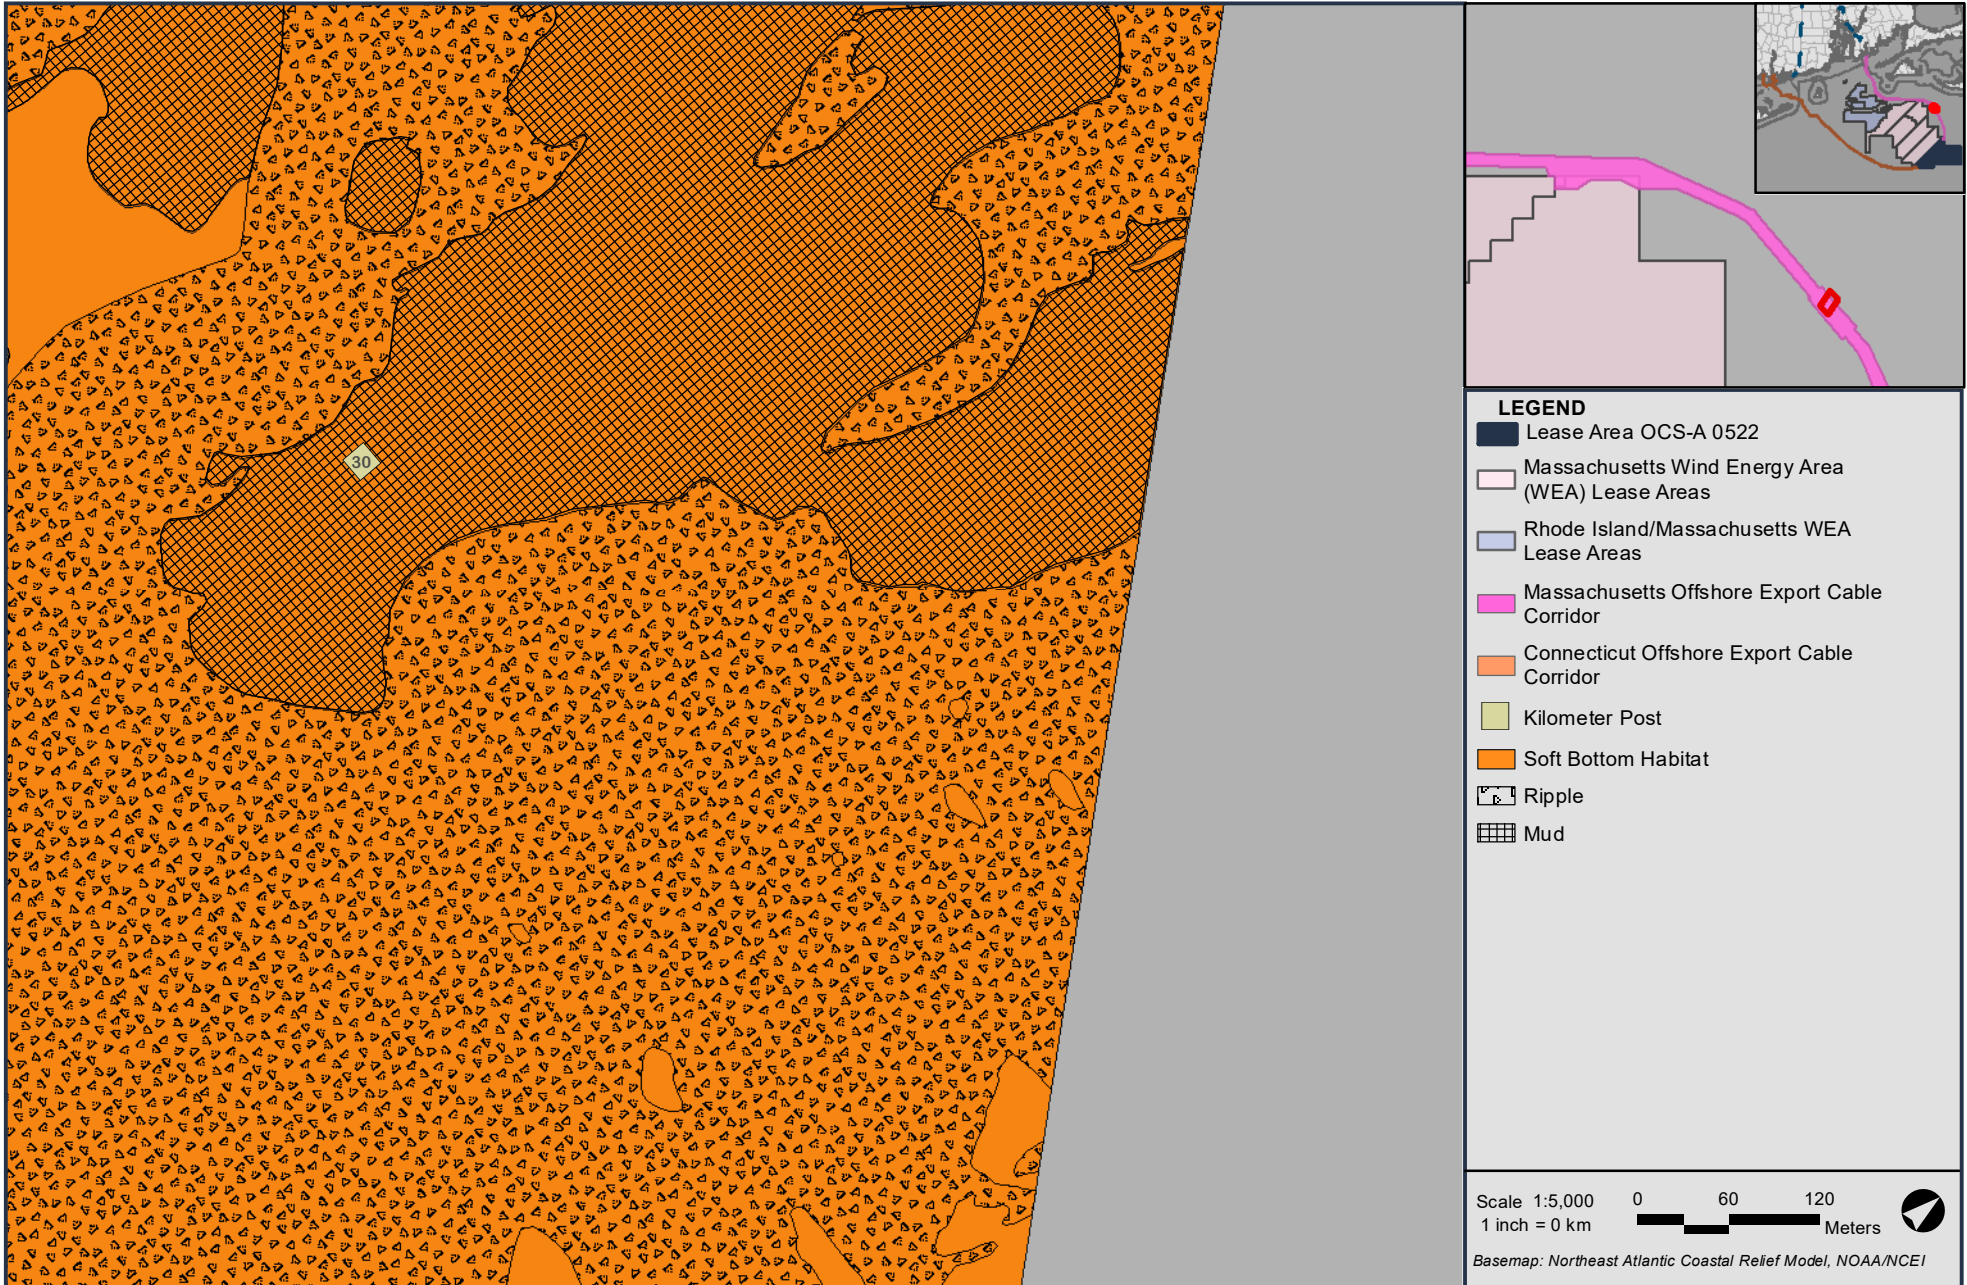 30
LEGEND
Lease Area OCS-A 0522
Massachusetts Wind Energy Area
(WEA) Lease Areas
Rhode Island/Massachusetts WEA
Lease Areas
Massachusetts Offshore Export Cable
Corridor
Connecticut Offshore Export Cable
Corridor
Kilometer Post
Soft Bottom Habitat
Ripple
Mud
Scale 1:5,000
1 inch = 0 km
0 60 120
Meters
Basemap: Northeast Atlantic Coastal Relief Model, NOAA/NCEI